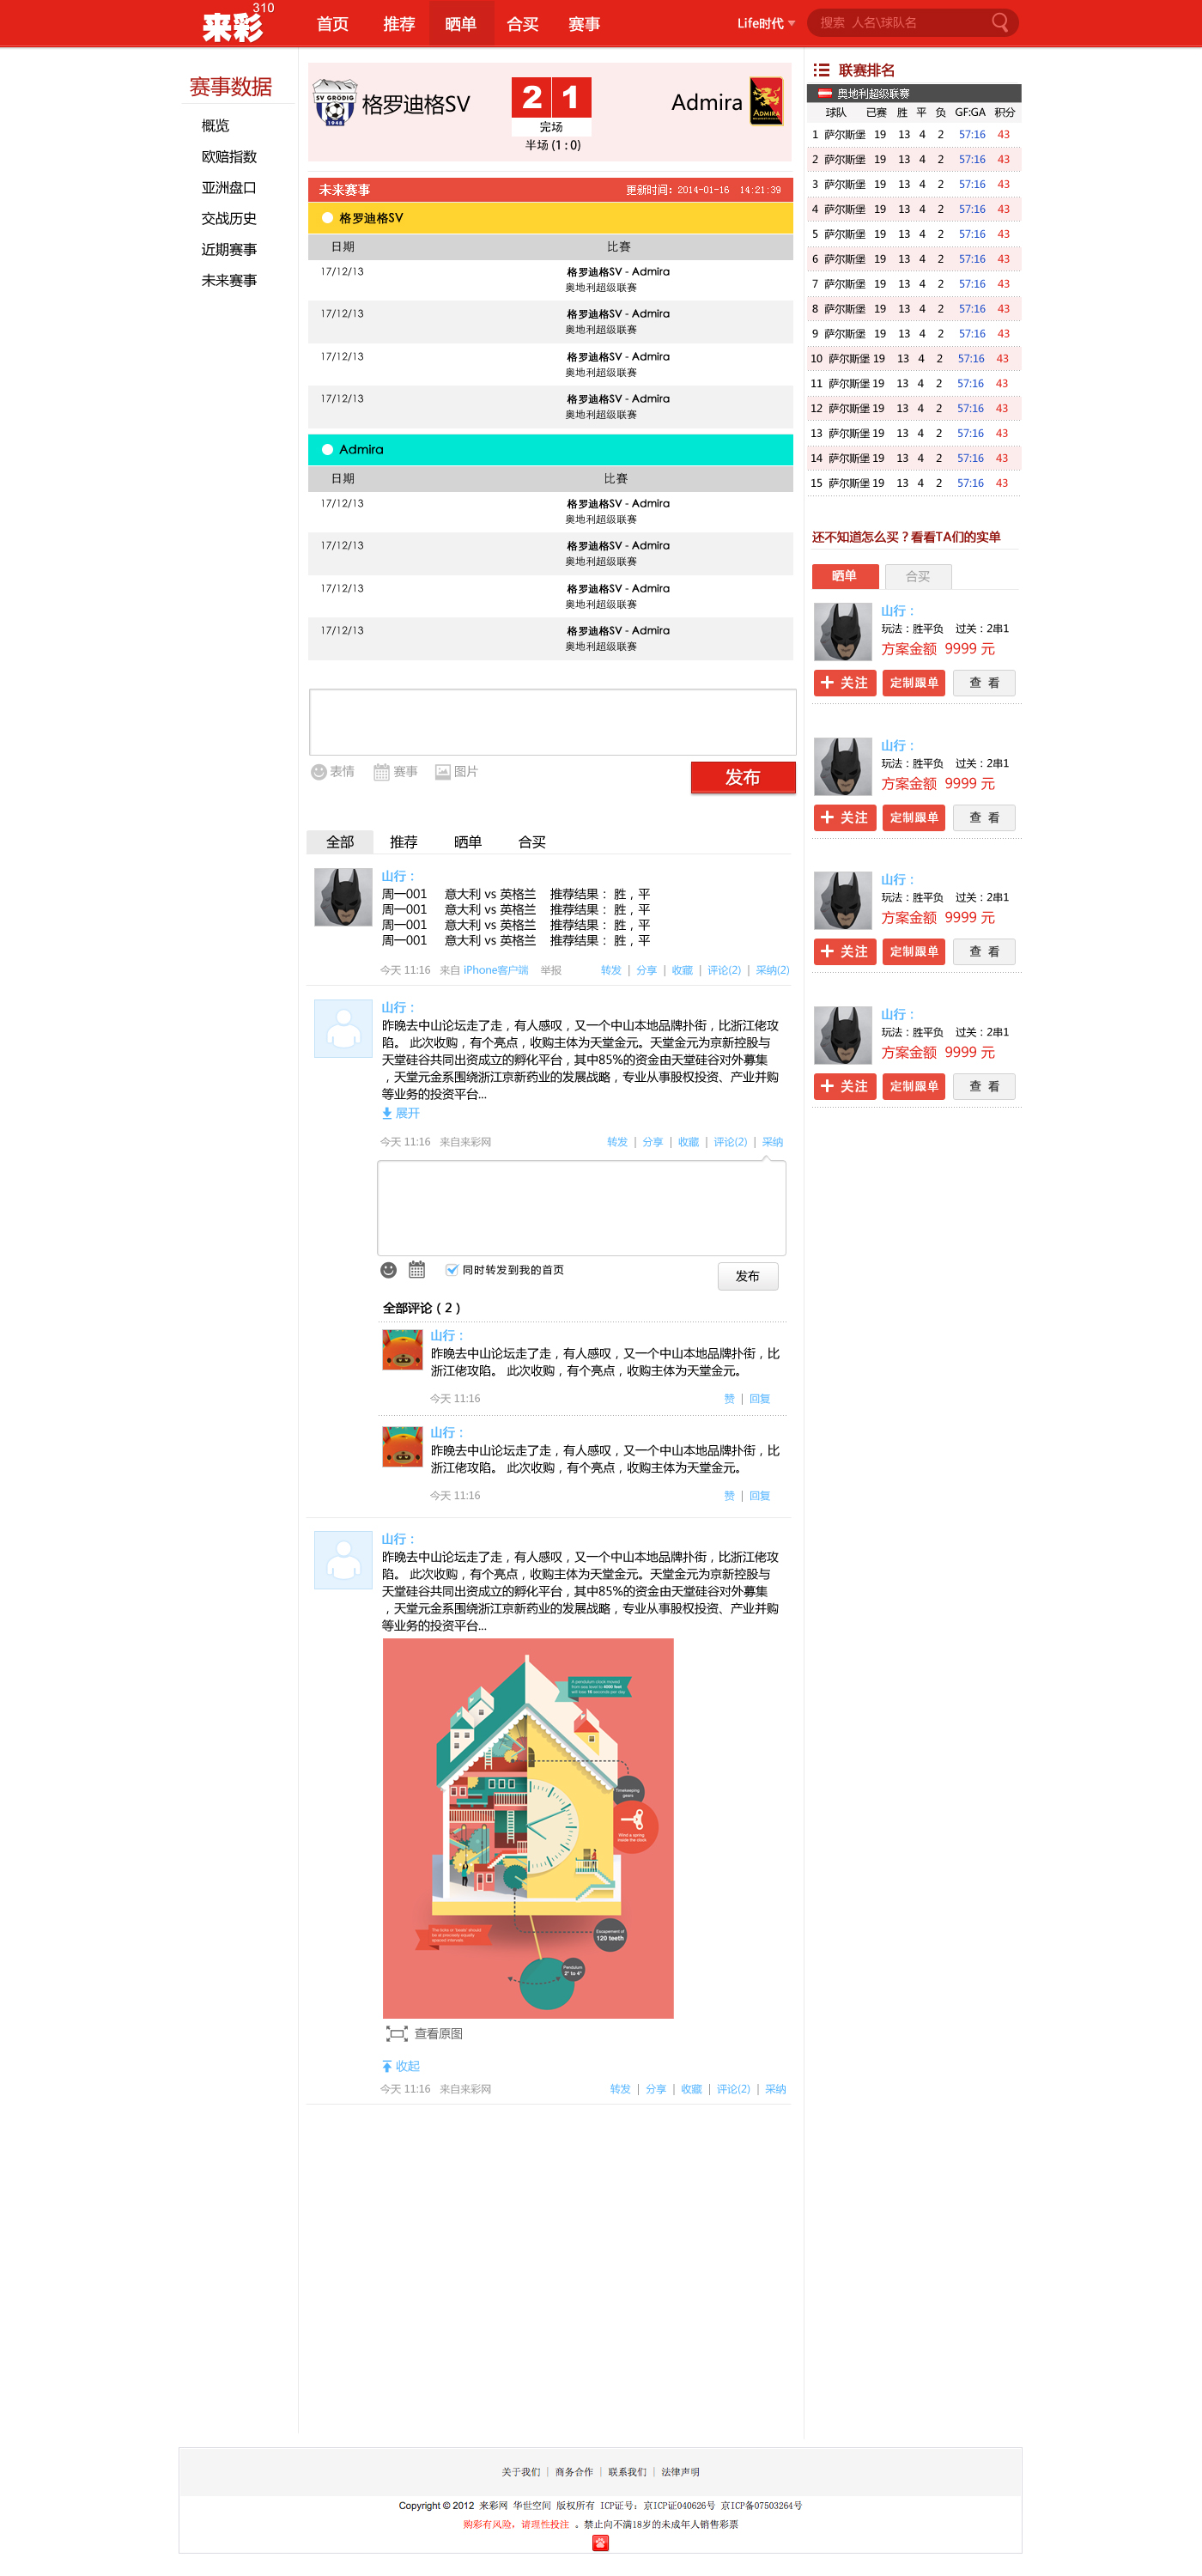 来彩 310
首页 推荐 晒单 合买 赛事
Life时代
搜索 人名\球队名
赛事数据
概览
欧赔指数
亚洲盘口
交战历史
近期赛事
未来赛事
SV GRODIG
1948
格罗迪格SV
2 1
完场
半场 (1 : 0)
Admira
ADMIRA
未来赛事 更新时间：2014-01-16 14:21:39
格罗迪格SV
日期 比赛
17/12/13 格罗迪格SV - Admira
奥地利超级联赛
17/12/13 格罗迪格SV - Admira
奥地利超级联赛
17/12/13 格罗迪格SV - Admira
奥地利超级联赛
17/12/13 格罗迪格SV - Admira
奥地利超级联赛
Admira
日期 比赛
17/12/13 格罗迪格SV - Admira
奥地利超级联赛
17/12/13 格罗迪格SV - Admira
奥地利超级联赛
17/12/13 格罗迪格SV - Admira
奥地利超级联赛
17/12/13 格罗迪格SV - Admira
奥地利超级联赛
表情 赛事 图片
发布
全部 推荐 晒单 合买
山行：
周一001 意大利 vs 英格兰 推荐结果： 胜，平
周一001 意大利 vs 英格兰 推荐结果： 胜，平
周一001 意大利 vs 英格兰 推荐结果： 胜，平
周一001 意大利 vs 英格兰 推荐结果： 胜，平
今天 11:16 来自 iPhone客户端 举报 转发 | 分享 | 收藏 | 评论(2) | 采纳(2)
山行：
昨晚去中山论坛走了走，有人感叹，又一个中山本地品牌扑街，比浙江佬攻
陷。 此次收购，有个亮点，收购主体为天堂金元。天堂金元为京新控股与
天堂硅谷共同出资成立的孵化平台，其中85%的资金由天堂硅谷对外募集
，天堂元金系围绕浙江京新药业的发展战略，专业从事股权投资、产业并购
等业务的投资平台...
展开
今天 11:16 来自来彩网 转发 | 分享 | 收藏 | 评论(2) | 采纳
同时转发到我的首页
发布
全部评论（2）
山行：
昨晚去中山论坛走了走，有人感叹，又一个中山本地品牌扑街，比
浙江佬攻陷。 此次收购，有个亮点，收购主体为天堂金元。
今天 11:16 赞 | 回复
山行：
昨晚去中山论坛走了走，有人感叹，又一个中山本地品牌扑街，比
浙江佬攻陷。 此次收购，有个亮点，收购主体为天堂金元。
今天 11:16 赞 | 回复
山行：
昨晚去中山论坛走了走，有人感叹，又一个中山本地品牌扑街，比浙江佬攻
陷。 此次收购，有个亮点，收购主体为天堂金元。天堂金元为京新控股与
天堂硅谷共同出资成立的孵化平台，其中85%的资金由天堂硅谷对外募集
，天堂元金系围绕浙江京新药业的发展战略，专业从事股权投资、产业并购
等业务的投资平台...
A pendulum clock moved
from sea level to 4000 feet
will lose 16 seconds per day
Timekeeping
gears
Wind a spring
inside the clock
The ticks or 'beats' should
be at precisely equally
spaced intervals
Escapement of
120 teeth
Pendulum
2° to 4°
查看原图
收起
今天 11:16 来自来彩网 转发 | 分享 | 收藏 | 评论(2) | 采纳
联赛排名
奥地利超级联赛
球队 已赛 胜 平 负 GF:GA 积分
1 萨尔斯堡 19 13 4 2 57:16 43
2 萨尔斯堡 19 13 4 2 57:16 43
3 萨尔斯堡 19 13 4 2 57:16 43
4 萨尔斯堡 19 13 4 2 57:16 43
5 萨尔斯堡 19 13 4 2 57:16 43
6 萨尔斯堡 19 13 4 2 57:16 43
7 萨尔斯堡 19 13 4 2 57:16 43
8 萨尔斯堡 19 13 4 2 57:16 43
9 萨尔斯堡 19 13 4 2 57:16 43
10 萨尔斯堡 19 13 4 2 57:16 43
11 萨尔斯堡 19 13 4 2 57:16 43
12 萨尔斯堡 19 13 4 2 57:16 43
13 萨尔斯堡 19 13 4 2 57:16 43
14 萨尔斯堡 19 13 4 2 57:16 43
15 萨尔斯堡 19 13 4 2 57:16 43
还不知道怎么买？看看TA们的实单
晒单 合买
山行：
玩法：胜平负 过关：2串1
方案金额 9999 元
关注 定制跟单 查 看
山行：
玩法：胜平负 过关：2串1
方案金额 9999 元
关注 定制跟单 查 看
山行：
玩法：胜平负 过关：2串1
方案金额 9999 元
关注 定制跟单 查 看
山行：
玩法：胜平负 过关：2串1
方案金额 9999 元
关注 定制跟单 查 看
关于我们 | 商务合作 | 联系我们 | 法律声明
Copyright © 2012 来彩网 华世空间 版权所有 ICP证号：京ICP证040626号 京ICP备07503264号
购彩有风险，请理性投注 。禁止向不满18岁的未成年人销售彩票